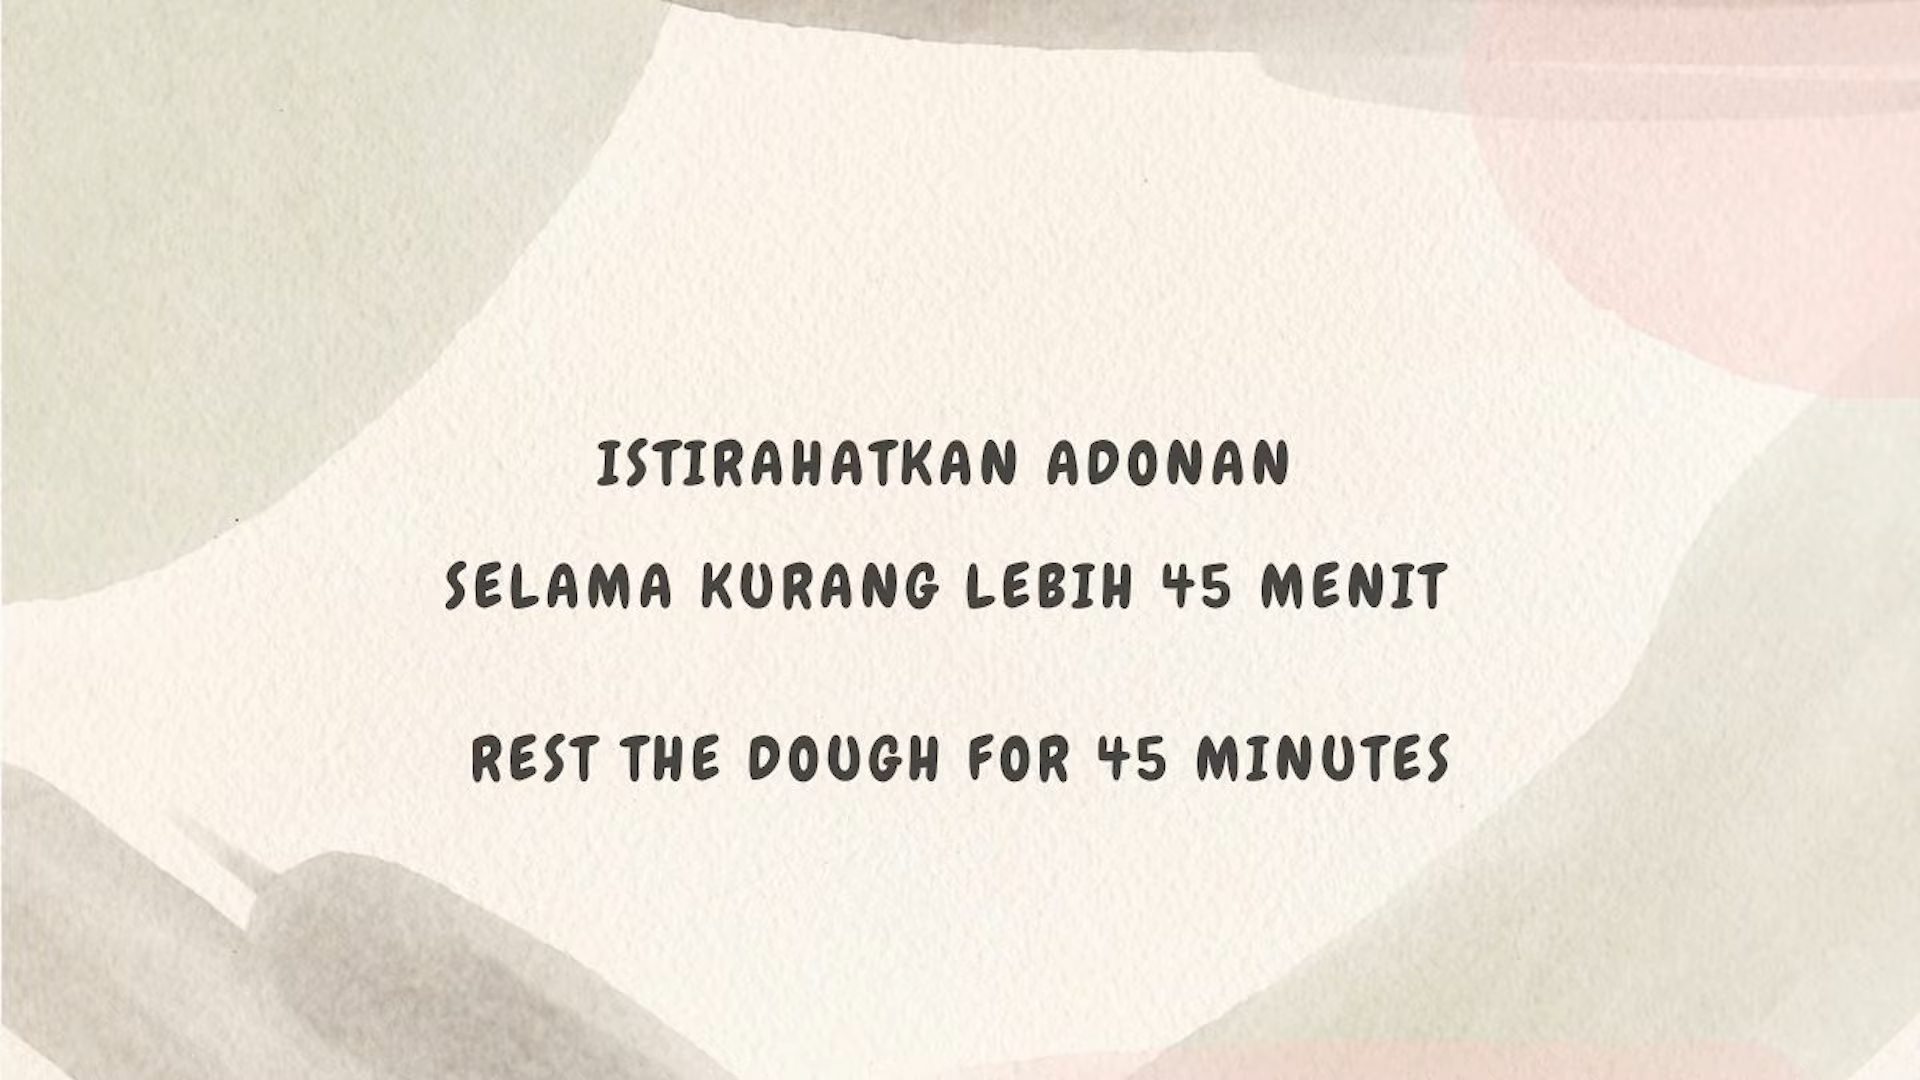 ISTIRAHATKAN ADONAN
SELAMA KURANG LEBIH 45 MENIT
REST THE DOUGH FOR 45 MINUTES